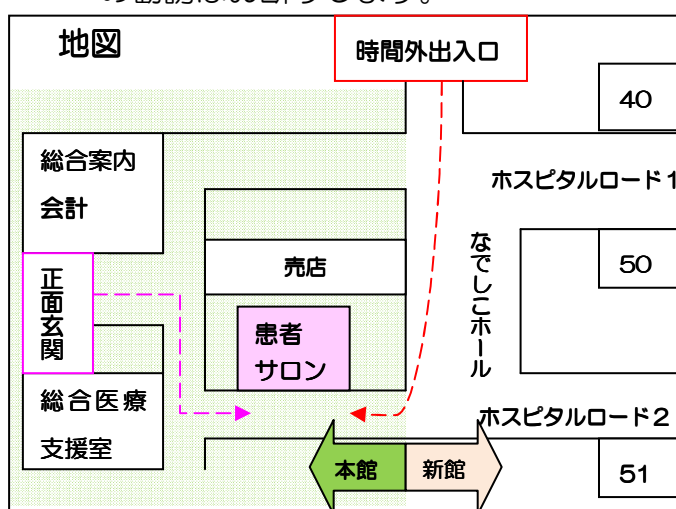 地図
時間外出入口
40
総合案内
会計
ホスピタルロード1
売店
なでしこホール
50
正面玄関
患者
サロン
総合医療
支援室
ホスピタルロード2
本館
新館
51